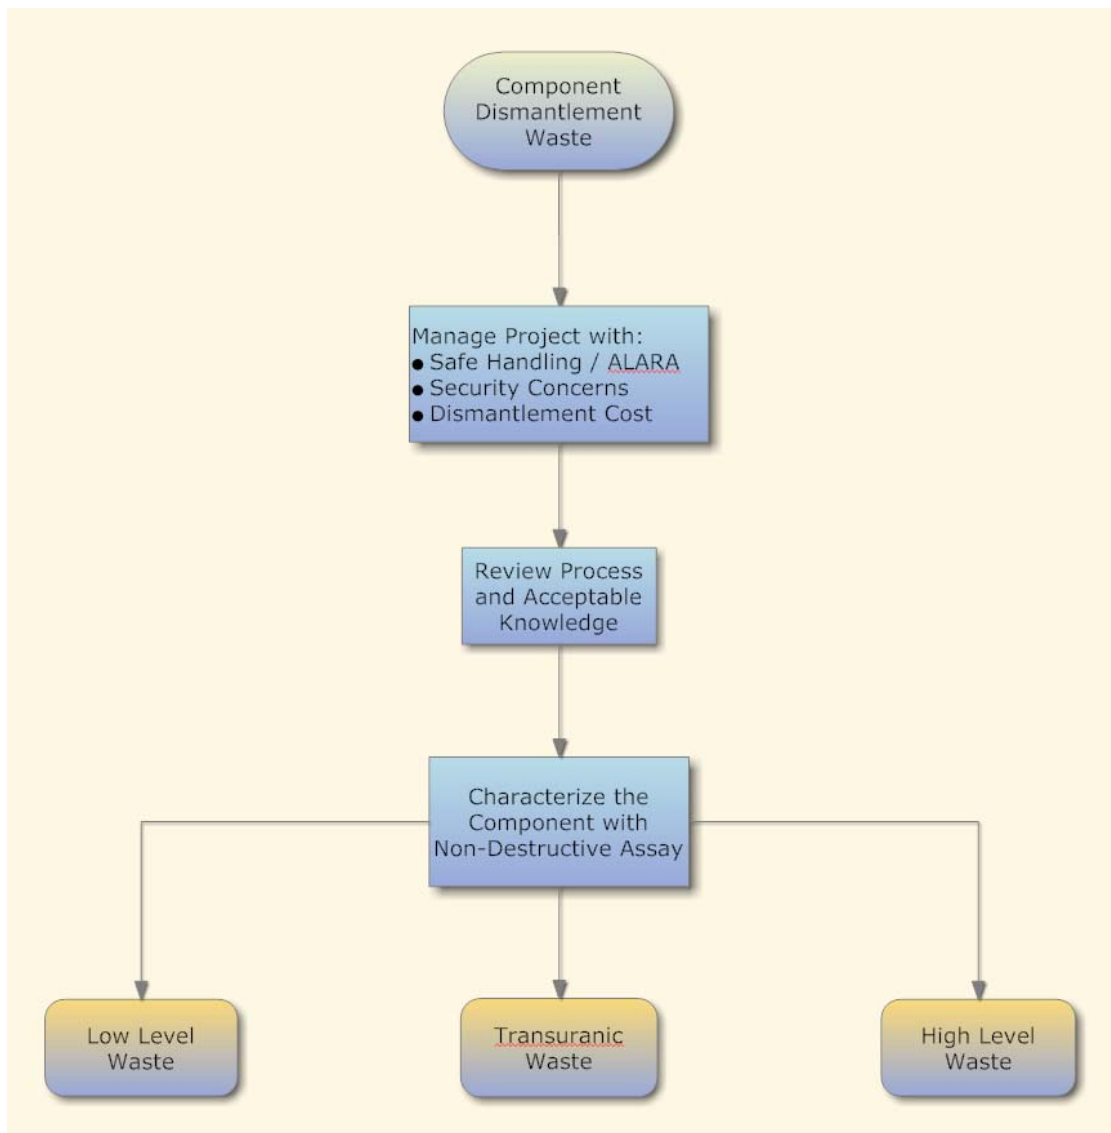 Component
Dismantlement
Waste
Manage Project with:
● Safe Handling / ALARA
● Security Concerns
● Dismantlement Cost
Review Process
and Acceptable
Knowledge
Characterize the
Component with
Non-Destructive Assay
Low Level
Waste
Transuranic
Waste
High Level
Waste